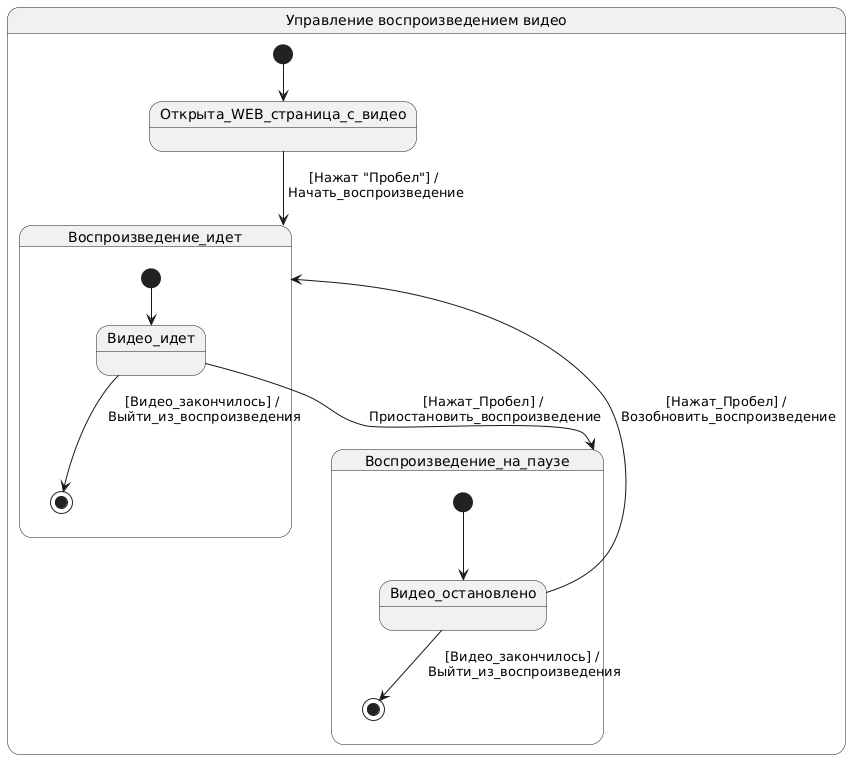 Управление воспроизведением видео
Открыта_WEB_страница_с_видео
[Нажат "Пробел"] /
Начать_воспроизведение
Воспроизведение_идет
Видео_идет
[Видео_закончилось] /
Выйти_из_воспроизведения
[Нажат_Пробел] /
Приостановить_воспроизведение
[Нажат_Пробел] /
Возобновить_воспроизведение
Воспроизведение_на_паузе
Видео_остановлено
[Видео_закончилось] /
Выйти_из_воспроизведения